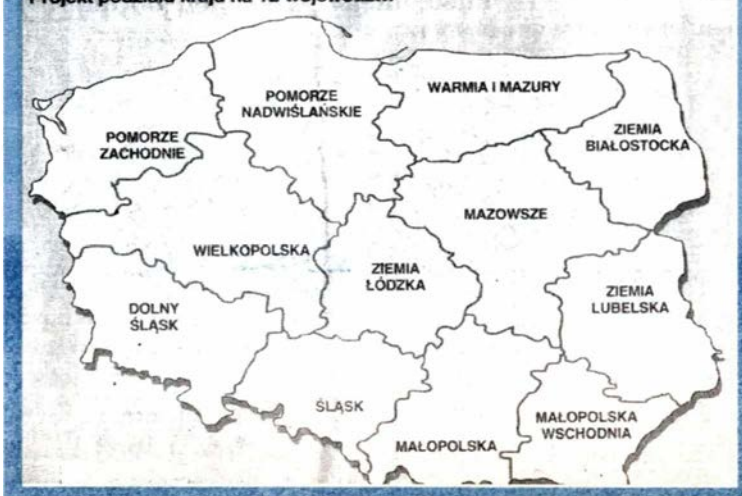 POMORZE
NADWIŚLAŃSKIE
WARMIA I MAZURY
POMORZE
ZACHODNIE
ZIEMIA
BIAŁOSTOCKA
MAZOWSZE
WIELKOPOLSKA
ZIEMIA
ŁÓDZKA
DOLNY
ŚLĄSK
ZIEMIA
LUBELSKA
ŚLĄSK
MAŁOPOLSKA
MAŁOPOLSKA
WSCHODNIA